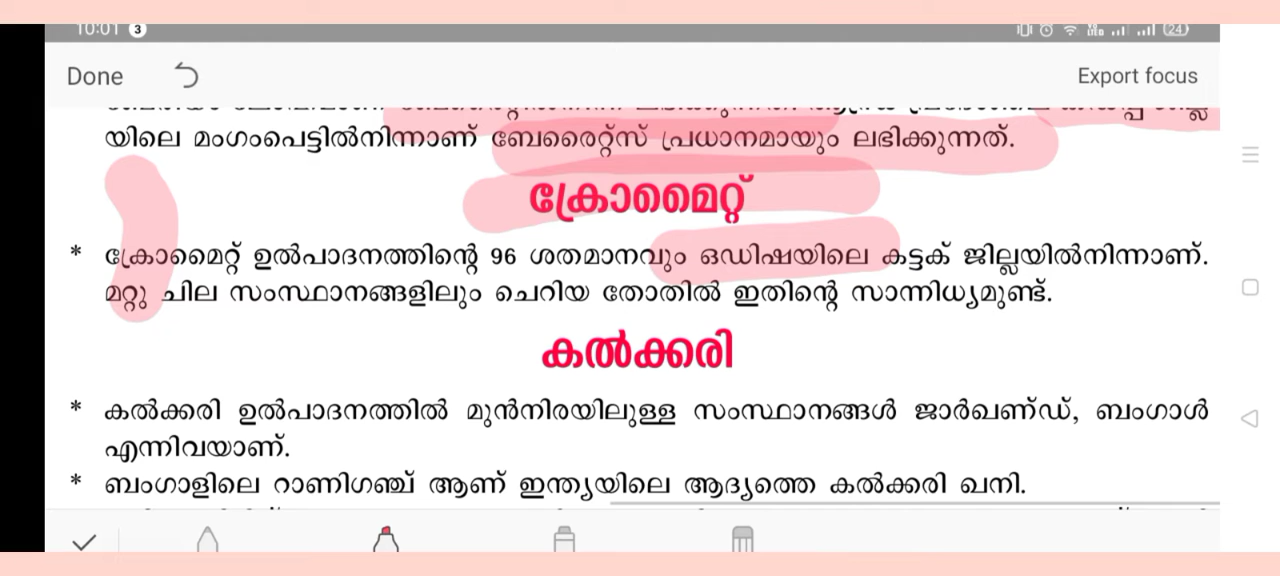 10:01 3
24
Done
Export focus
യിലെ മംഗംപെട്ടിൽനിന്നാണ് ബേരൈറ്റ്സ് പ്രധാനമായും ലഭിക്കുന്നത്.
ക്രോമൈറ്റ്
* ക്രോമൈറ്റ് ഉൽപാദനത്തിന്റെ 96 ശതമാനവും ഒഡിഷയിലെ കട്ടക് ജില്ലയിൽനിന്നാണ്.
മറ്റു ചില സംസ്ഥാനങ്ങളിലും ചെറിയ തോതിൽ ഇതിന്റെ സാന്നിധ്യമുണ്ട്.
കൽക്കരി
* കൽക്കരി ഉൽപാദനത്തിൽ മുൻനിരയിലുള്ള സംസ്ഥാനങ്ങൾ ജാർഖണ്ഡ്, ബംഗാൾ
എന്നിവയാണ്.
* ബംഗാളിലെ റാണിഗഞ്ച് ആണ് ഇന്ത്യയിലെ ആദ്യത്തെ കൽക്കരി ഖനി.